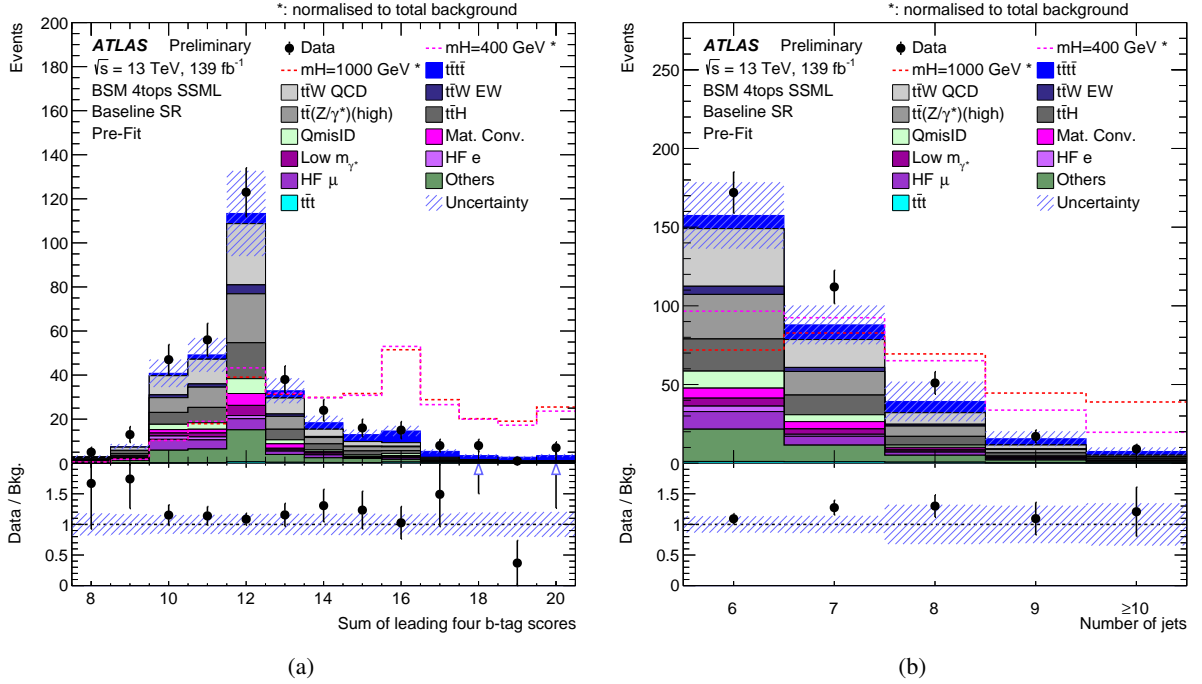 *: normalised to total background
Events
200
180
160
140
120
100
80
60
40
20
0
ATLAS Preliminary
√s = 13 TeV, 139 fb⁻¹
BSM 4tops SSML
Baseline SR
Pre-Fit
Data
mH=400 GeV *
mH=1000 GeV *
tt̄tt̄
tt̄W QCD
tt̄W EW
tt̄(Z/γ*)(high)
tt̄H
QmisID
Mat. Conv.
Low m_γ*
HF e
HF μ
Others
tt̄t
Uncertainty
Data / Bkg.
1.5
1
0.5
0
8
10
12
14
16
18
20
Sum of leading four b-tag scores
(a)
*: normalised to total background
Events
250
200
150
100
50
0
ATLAS Preliminary
√s = 13 TeV, 139 fb⁻¹
BSM 4tops SSML
Baseline SR
Pre-Fit
Data
mH=400 GeV *
mH=1000 GeV *
tt̄tt̄
tt̄W QCD
tt̄W EW
tt̄(Z/γ*)(high)
tt̄H
QmisID
Mat. Conv.
Low m_γ*
HF e
HF μ
Others
tt̄t
Uncertainty
Data / Bkg.
1.5
1
0.5
0
6
7
8
9
≥10
Number of jets
(b)